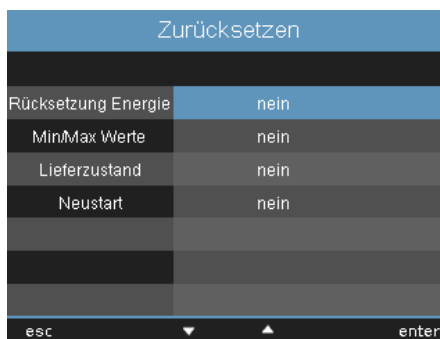 Zurücksetzen
Rücksetzung Energie nein
Min/Max Werte nein
Lieferzustand nein
Neustart nein
esc enter